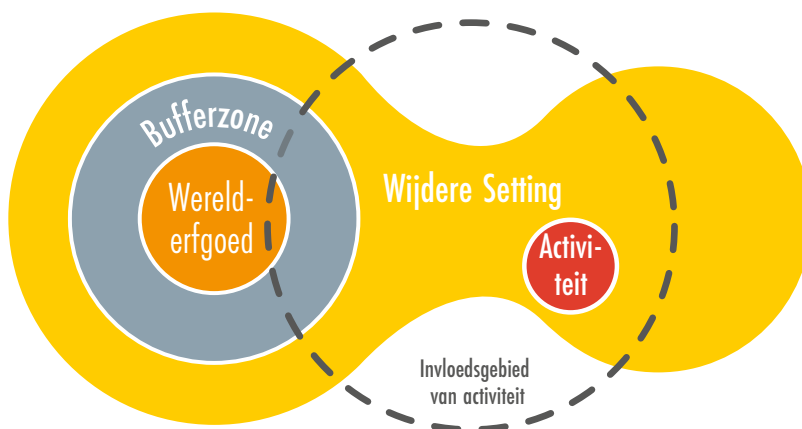 Bufferzone
Wereld-
erfgoed
Wijdere Setting
Activi-
teit
Invloedsgebied
van activiteit